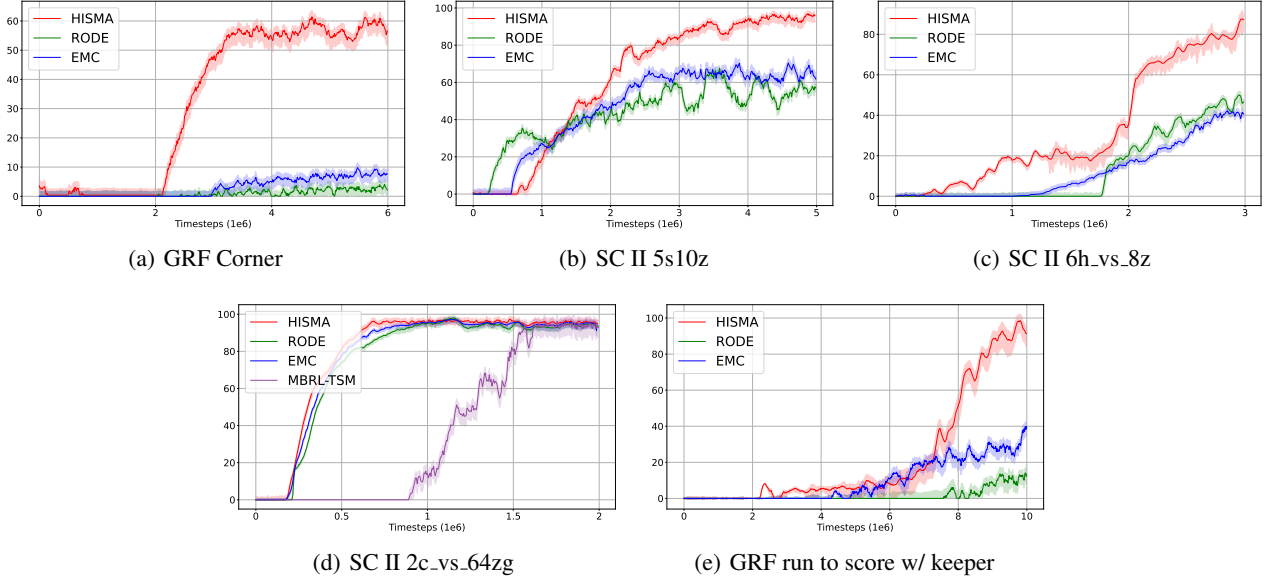 HISMA
RODE
EMC
60
50
40
30
20
10
0
0 2 4 6
Timesteps (1e6)
(a) GRF Corner
HISMA
RODE
EMC
100
80
60
40
20
0
0 1 2 3 4 5
Timesteps (1e6)
(b) SC II 5s10z
HISMA
RODE
EMC
80
60
40
20
0
0 1 2 3
Timesteps (1e6)
(c) SC II 6h_vs_8z
HISMA
RODE
EMC
MBRL-TSM
100
80
60
40
20
0
0 0.5 1 1.5 2
Timesteps (1e6)
(d) SC II 2c_vs_64zg
HISMA
RODE
EMC
100
80
60
40
20
0
0 2 4 6 8 10
Timesteps (1e6)
(e) GRF run to score w/ keeper